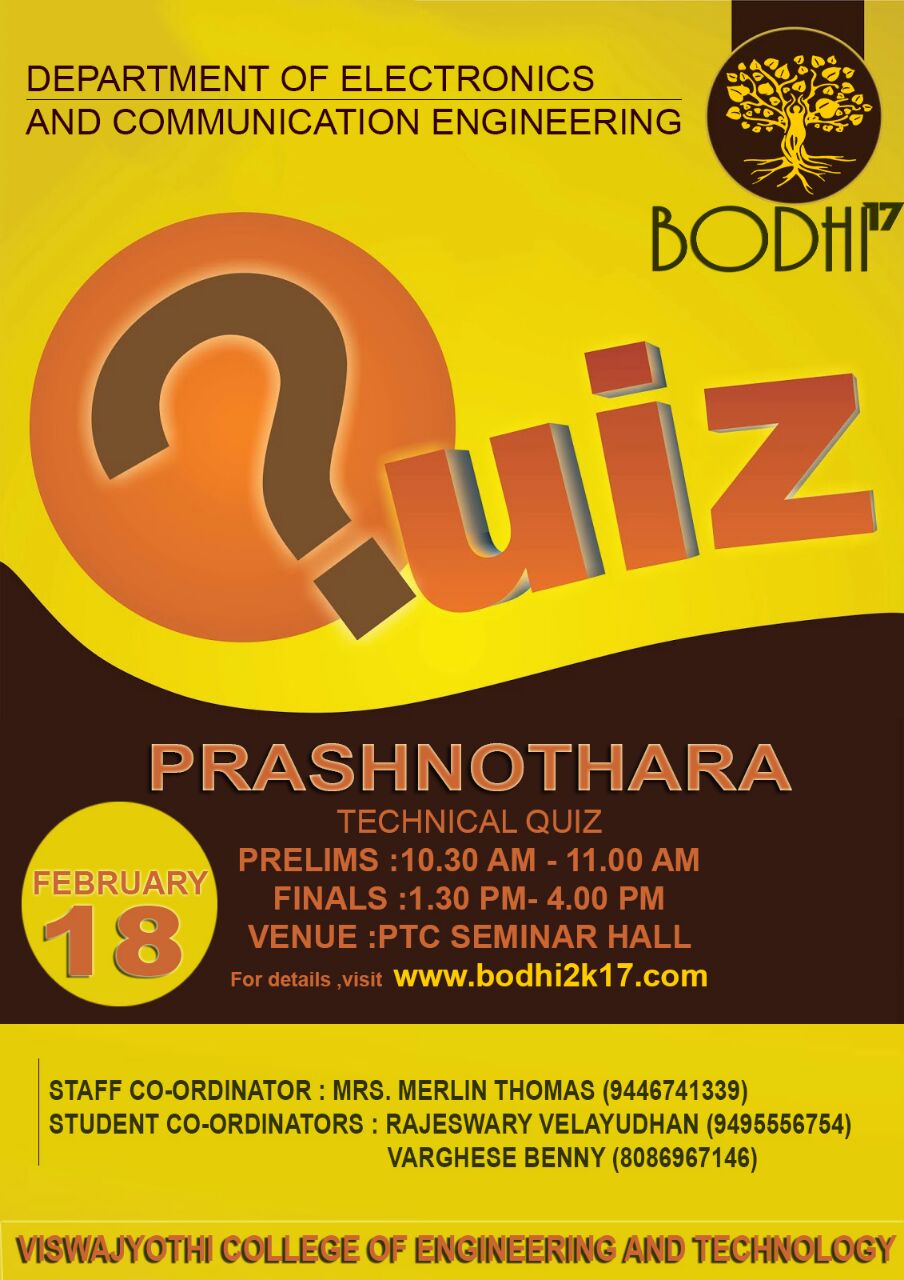 DEPARTMENT OF ELECTRONICS
AND COMMUNICATION ENGINEERING
BODHI17
?uiz
PRASHNOTHARA
TECHNICAL QUIZ
PRELIMS :10.30 AM - 11.00 AM
FINALS :1.30 PM- 4.00 PM
VENUE :PTC SEMINAR HALL
For details ,visit www.bodhi2k17.com
FEBRUARY
18
STAFF CO-ORDINATOR : MRS. MERLIN THOMAS (9446741339)
STUDENT CO-ORDINATORS : RAJESWARY VELAYUDHAN (9495556754)
VARGHESE BENNY (8086967146)
VISWAJYOTHI COLLEGE OF ENGINEERING AND TECHNOLOGY